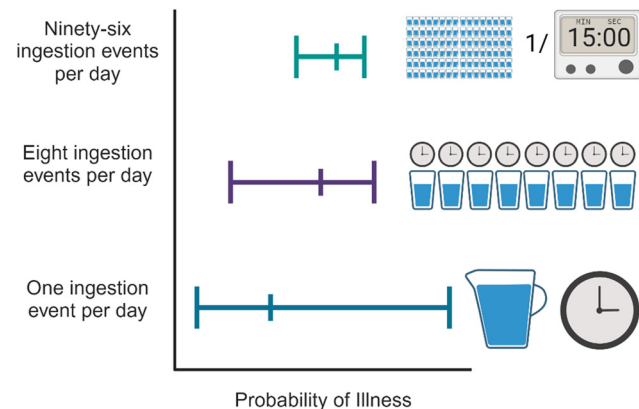 Ninety-six
ingestion events
per day
1/
MIN SEC
15:00
Eight ingestion
events per day
One ingestion
event per day
Probability of Illness